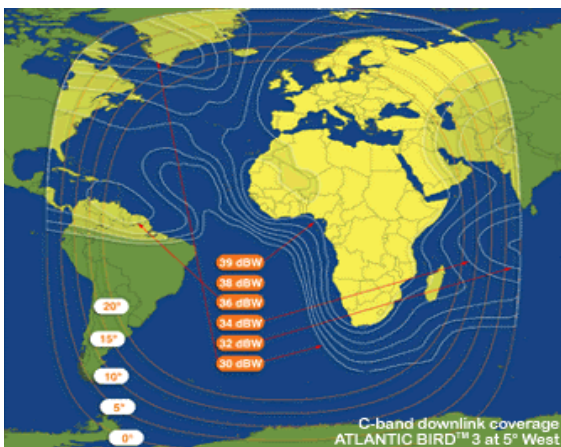 39 dBW
38 dBW
36 dBW
34 dBW
32 dBW
30 dBW
20°
15°
10°
5°
0°
C-band downlink coverage
ATLANTIC BIRD™ 3 at 5° West